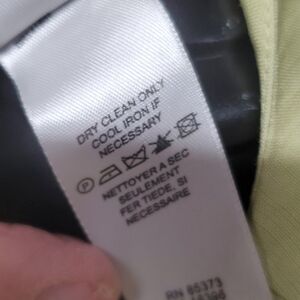 DRY CLEAN ONLY
COOL IRON IF
NECESSARY
P
NETTOYER A SEC
SEULEMENT
FER TIEDE, SI
NECESSAIRE
RN 85373